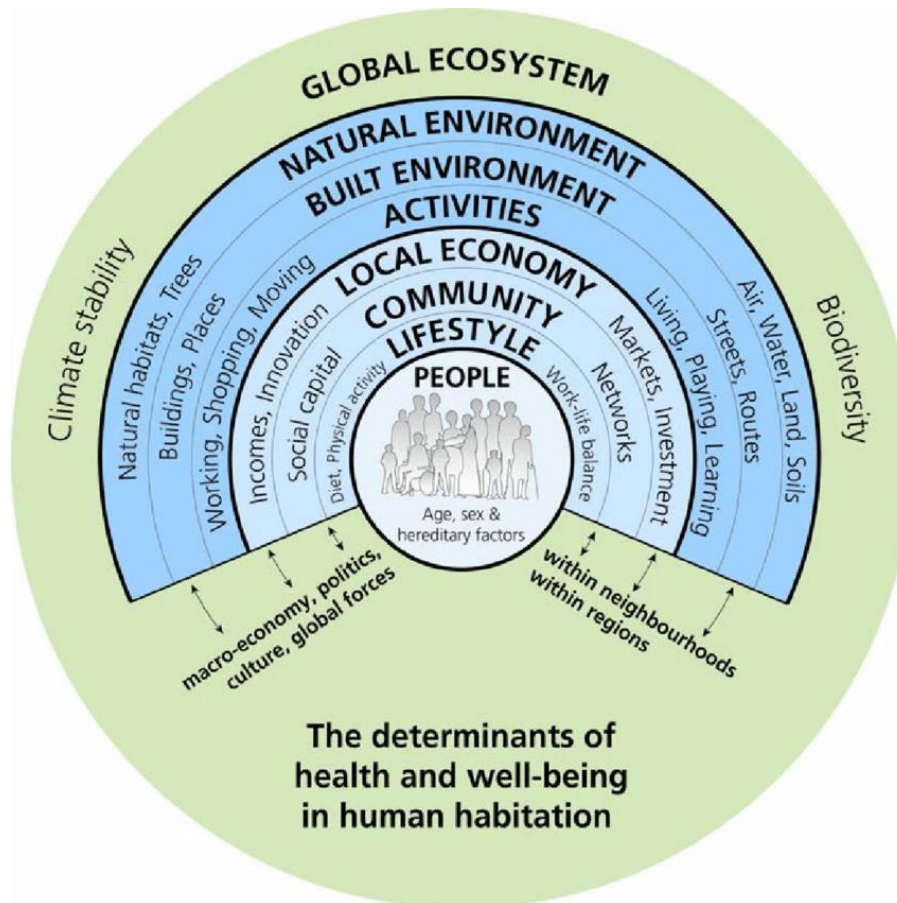 GLOBAL ECOSYSTEM
NATURAL ENVIRONMENT
BUILT ENVIRONMENT
ACTIVITIES
LOCAL ECONOMY
COMMUNITY
LIFESTYLE
PEOPLE
Age, sex &
hereditary factors
Climate stability
Natural habitats, Trees
Buildings, Places
Working, Shopping, Moving
Incomes, Innovation
Social capital
Diet, Physical activity
Work-life balance
Networks
Markets, Investment
Living, Playing, Learning
Streets, Routes
Air, Water, Land, Soils
Biodiversity
macro-economy, politics,
culture, global forces
within neighbourhoods
within regions
The determinants of
health and well-being
in human habitation